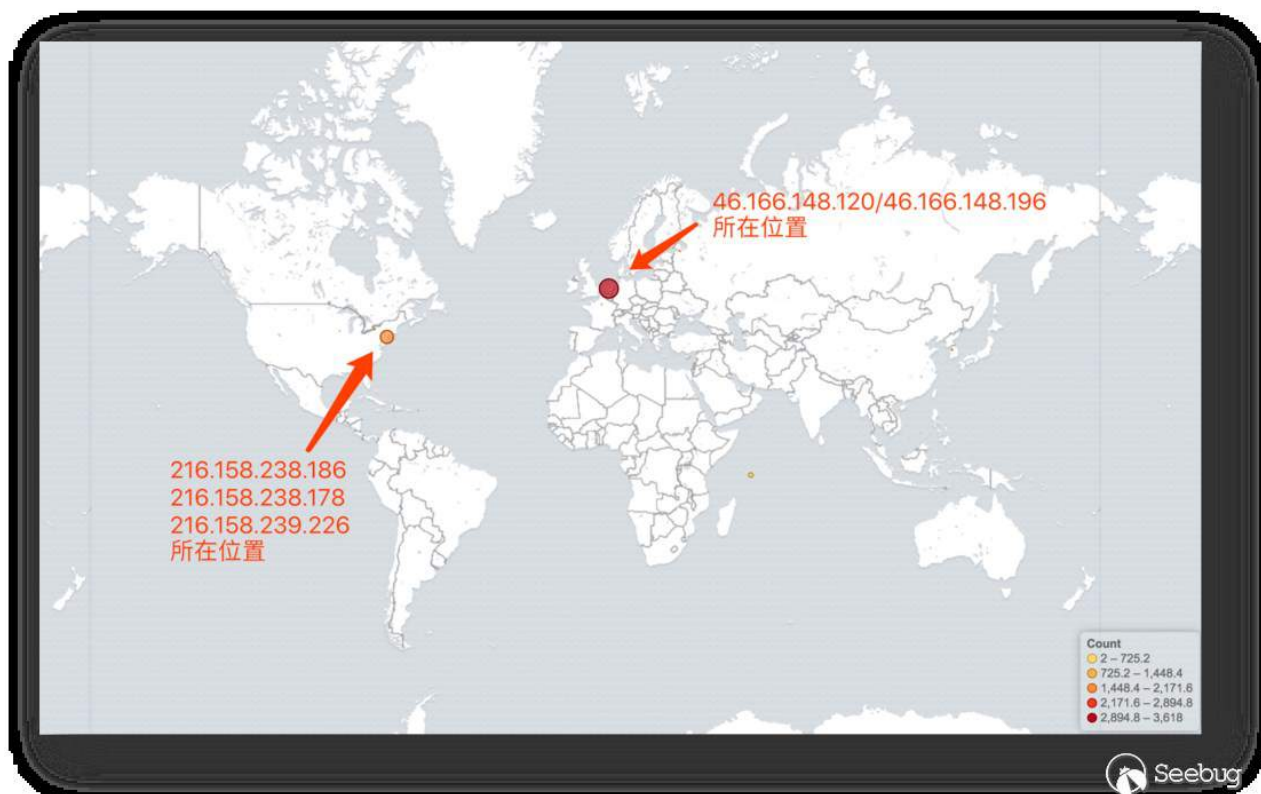 46.166.148.120/46.166.148.196
所在位置
216.158.238.186
216.158.238.178
216.158.239.226
所在位置
Count
2 – 725.2
725.2 – 1,448.4
1,448.4 – 2,171.6
2,171.6 – 2,894.8
2,894.8 – 3,618
Seebug